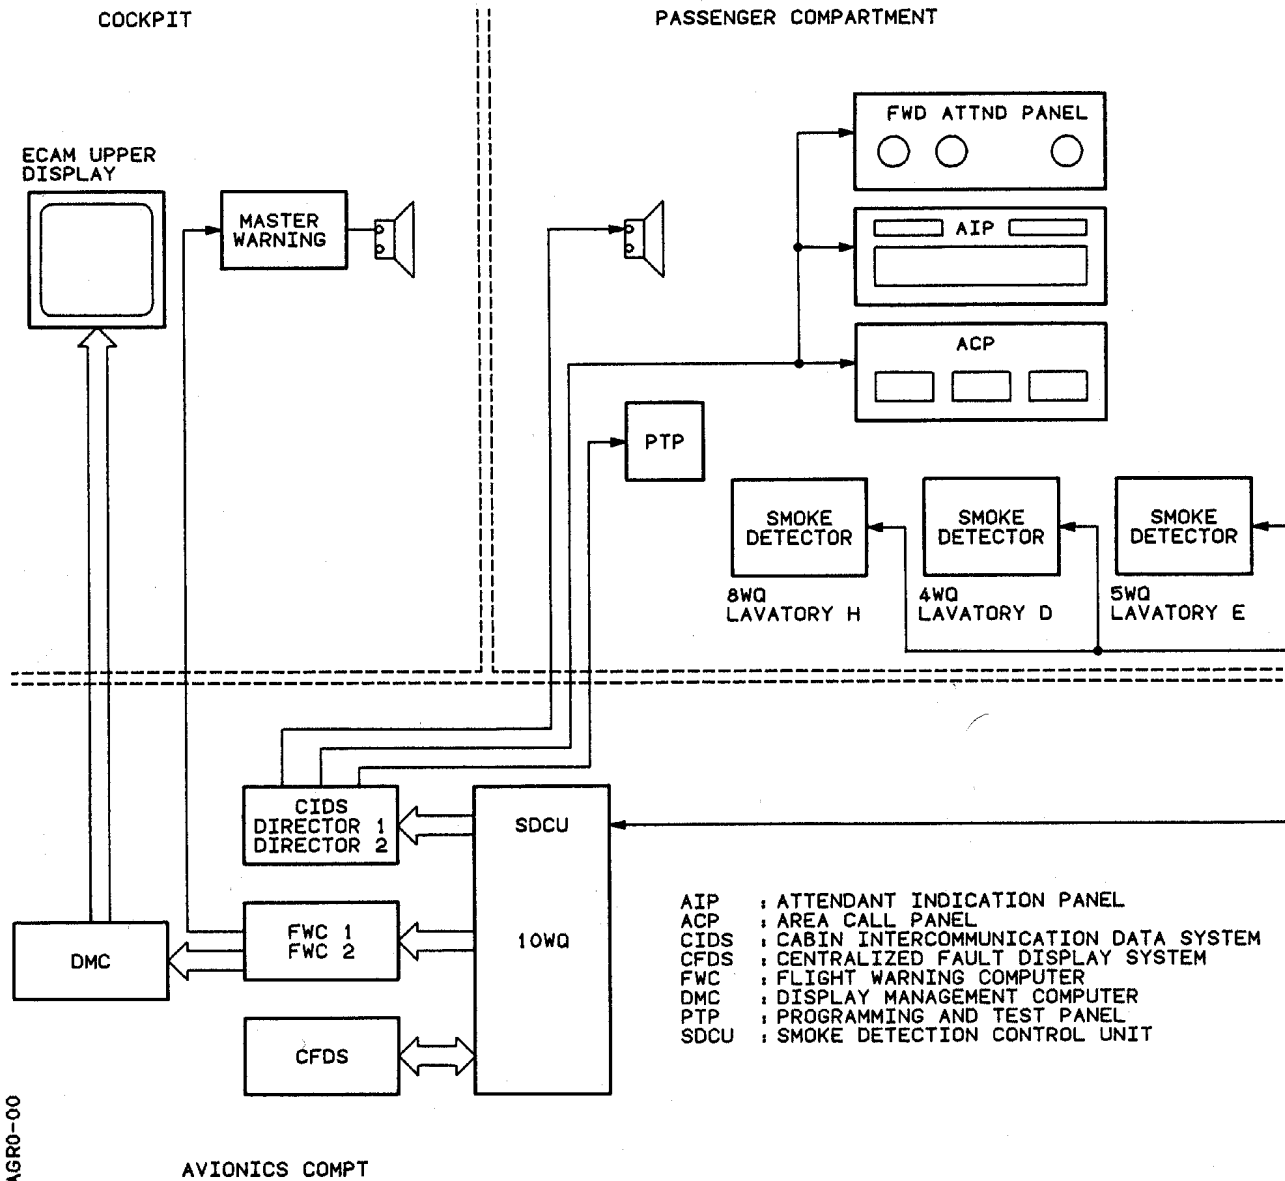 COCKPIT
PASSENGER COMPARTMENT
FWD ATTND PANEL
ECAM UPPER
DISPLAY
MASTER
WARNING
AIP
ACP
PTP
SMOKE
DETECTOR
8WQ
LAVATORY H
SMOKE
DETECTOR
4WQ
LAVATORY D
SMOKE
DETECTOR
5WQ
LAVATORY E
CIDS
DIRECTOR 1
DIRECTOR 2
SDCU
10WQ
FWC 1
FWC 2
DMC
CFDS
AIP : ATTENDANT INDICATION PANEL
ACP : AREA CALL PANEL
CIDS : CABIN INTERCOMMUNICATION DATA SYSTEM
CFDS : CENTRALIZED FAULT DISPLAY SYSTEM
FWC : FLIGHT WARNING COMPUTER
DMC : DISPLAY MANAGEMENT COMPUTER
PTP : PROGRAMMING AND TEST PANEL
SDCU : SMOKE DETECTION CONTROL UNIT
AGR0-00
AVIONICS COMPT